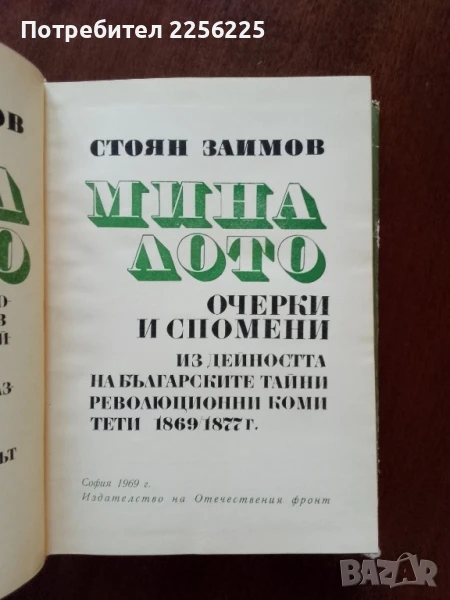 Потребител 2256225
СТОЯН ЗАИМОВ
МИНА
ЛОТО
ОЧЕРКИ
И СПОМЕНИ
ИЗ ДЕЙНОСТТА
НА БЪЛГАРСКИТЕ ТАЙНИ
РЕВОЛЮЦИОННИ КОМИ
ТЕТИ 1869/1877 г.
София 1969 г.
Издателство на Отечествения фронт
BAZAR